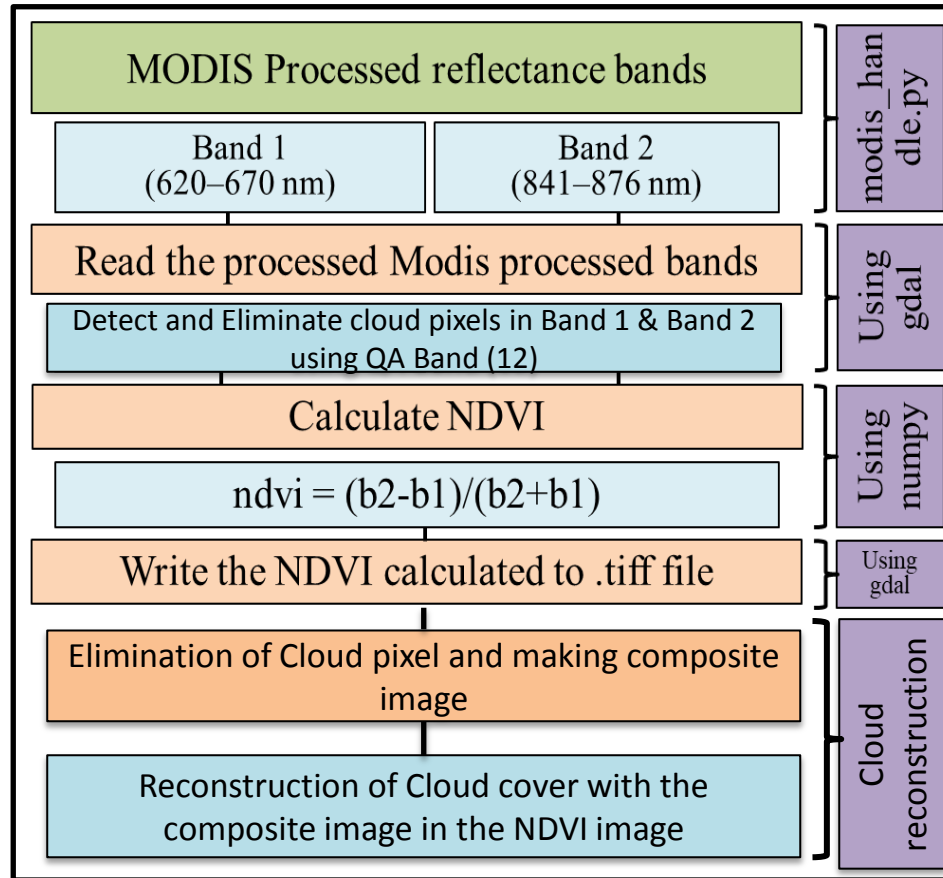 MODIS Processed reflectance bands
Band 1
(620–670 nm)
Band 2
(841–876 nm)
modis_han
dle.py
Read the processed Modis processed bands
Detect and Eliminate cloud pixels in Band 1 & Band 2
using QA Band (12)
Using
gdal
Calculate NDVI
ndvi = (b2-b1)/(b2+b1)
Using
numpy
Write the NDVI calculated to .tiff file
Using
gdal
Elimination of Cloud pixel and making composite
image
Reconstruction of Cloud cover with the
composite image in the NDVI image
Cloud
reconstruction